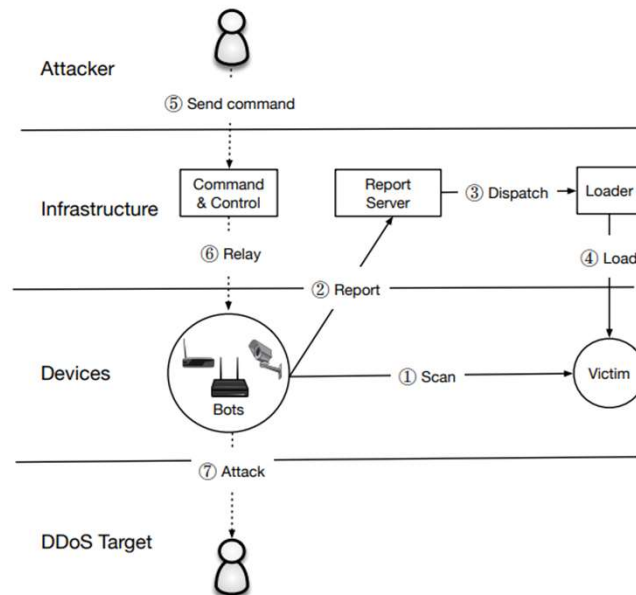 Attacker
⑤ Send command
Infrastructure
Command
& Control
Report
Server
③ Dispatch
Loader
⑥ Relay
④ Load
② Report
Devices
Bots
① Scan
Victim
⑦ Attack
DDoS Target